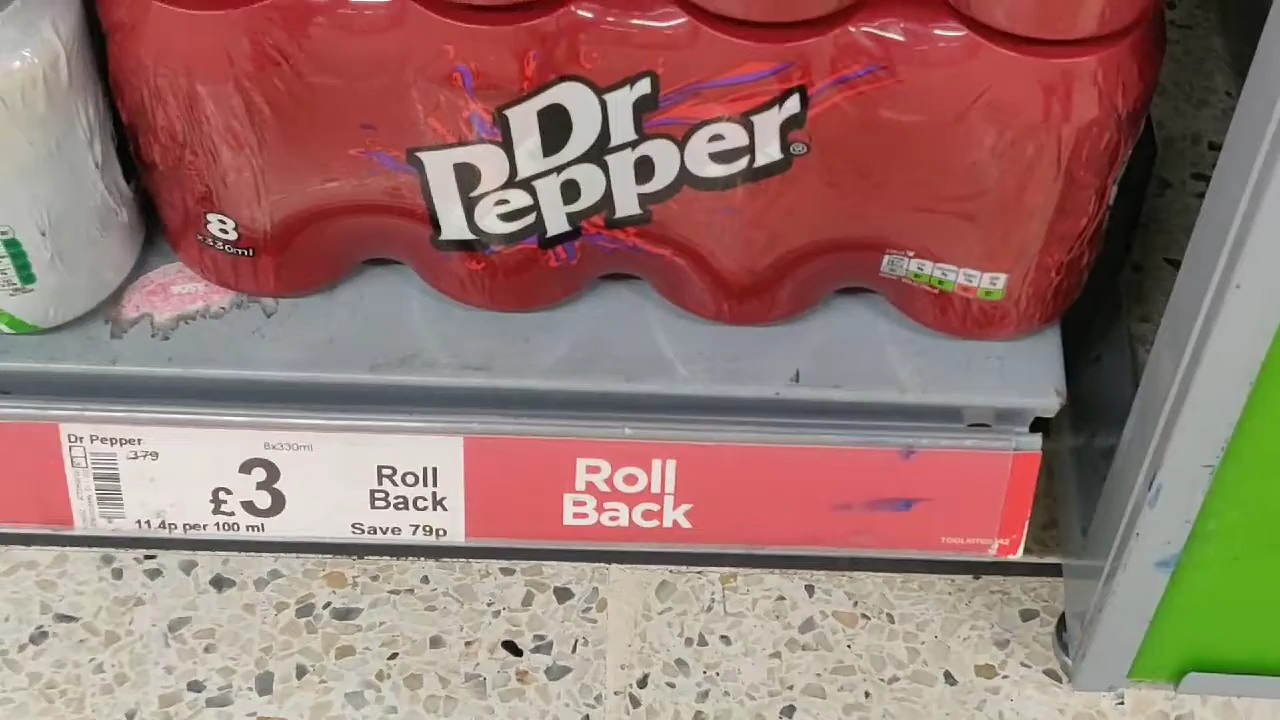 Dr
Pepper®
8
x330ml
Dr Pepper
8x330ml
379
£3
11.4p per 100 ml
Roll
Back
Save 79p
Roll
Back